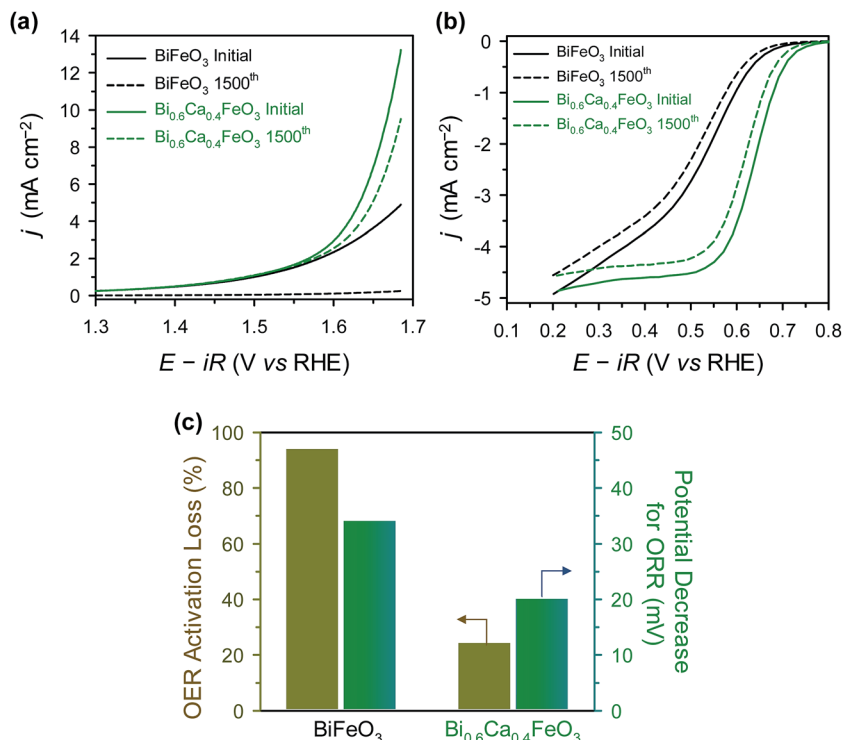 (a)
14
12
10
8
6
4
2
0
j (mA cm⁻²)
BiFeO₃ Initial
BiFeO₃ 1500ᵗʰ
Bi₀.₆Ca₀.₄FeO₃ Initial
Bi₀.₆Ca₀.₄FeO₃ 1500ᵗʰ
1.3 1.4 1.5 1.6 1.7
E − iR (V vs RHE)
(b)
0
-1
-2
-3
-4
-5
j (mA cm⁻²)
BiFeO₃ Initial
BiFeO₃ 1500ᵗʰ
Bi₀.₆Ca₀.₄FeO₃ Initial
Bi₀.₆Ca₀.₄FeO₃ 1500ᵗʰ
0.1 0.2 0.3 0.4 0.5 0.6 0.7 0.8
E − iR (V vs RHE)
(c)
100
80
60
40
20
0
OER Activation Loss (%)
50
40
30
20
10
0
Potential Decrease
for ORR (mV)
BiFeO₃ Bi₀.₆Ca₀.₄FeO₃